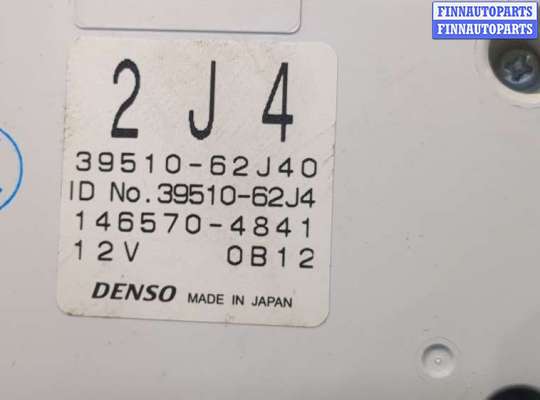 FINNAUTOPARTS
FINNAUTOPARTS
2 J 4
39510-62J40
ID No. 39510-62J4
146570-4841
12V 0B12
DENSO MADE IN JAPAN